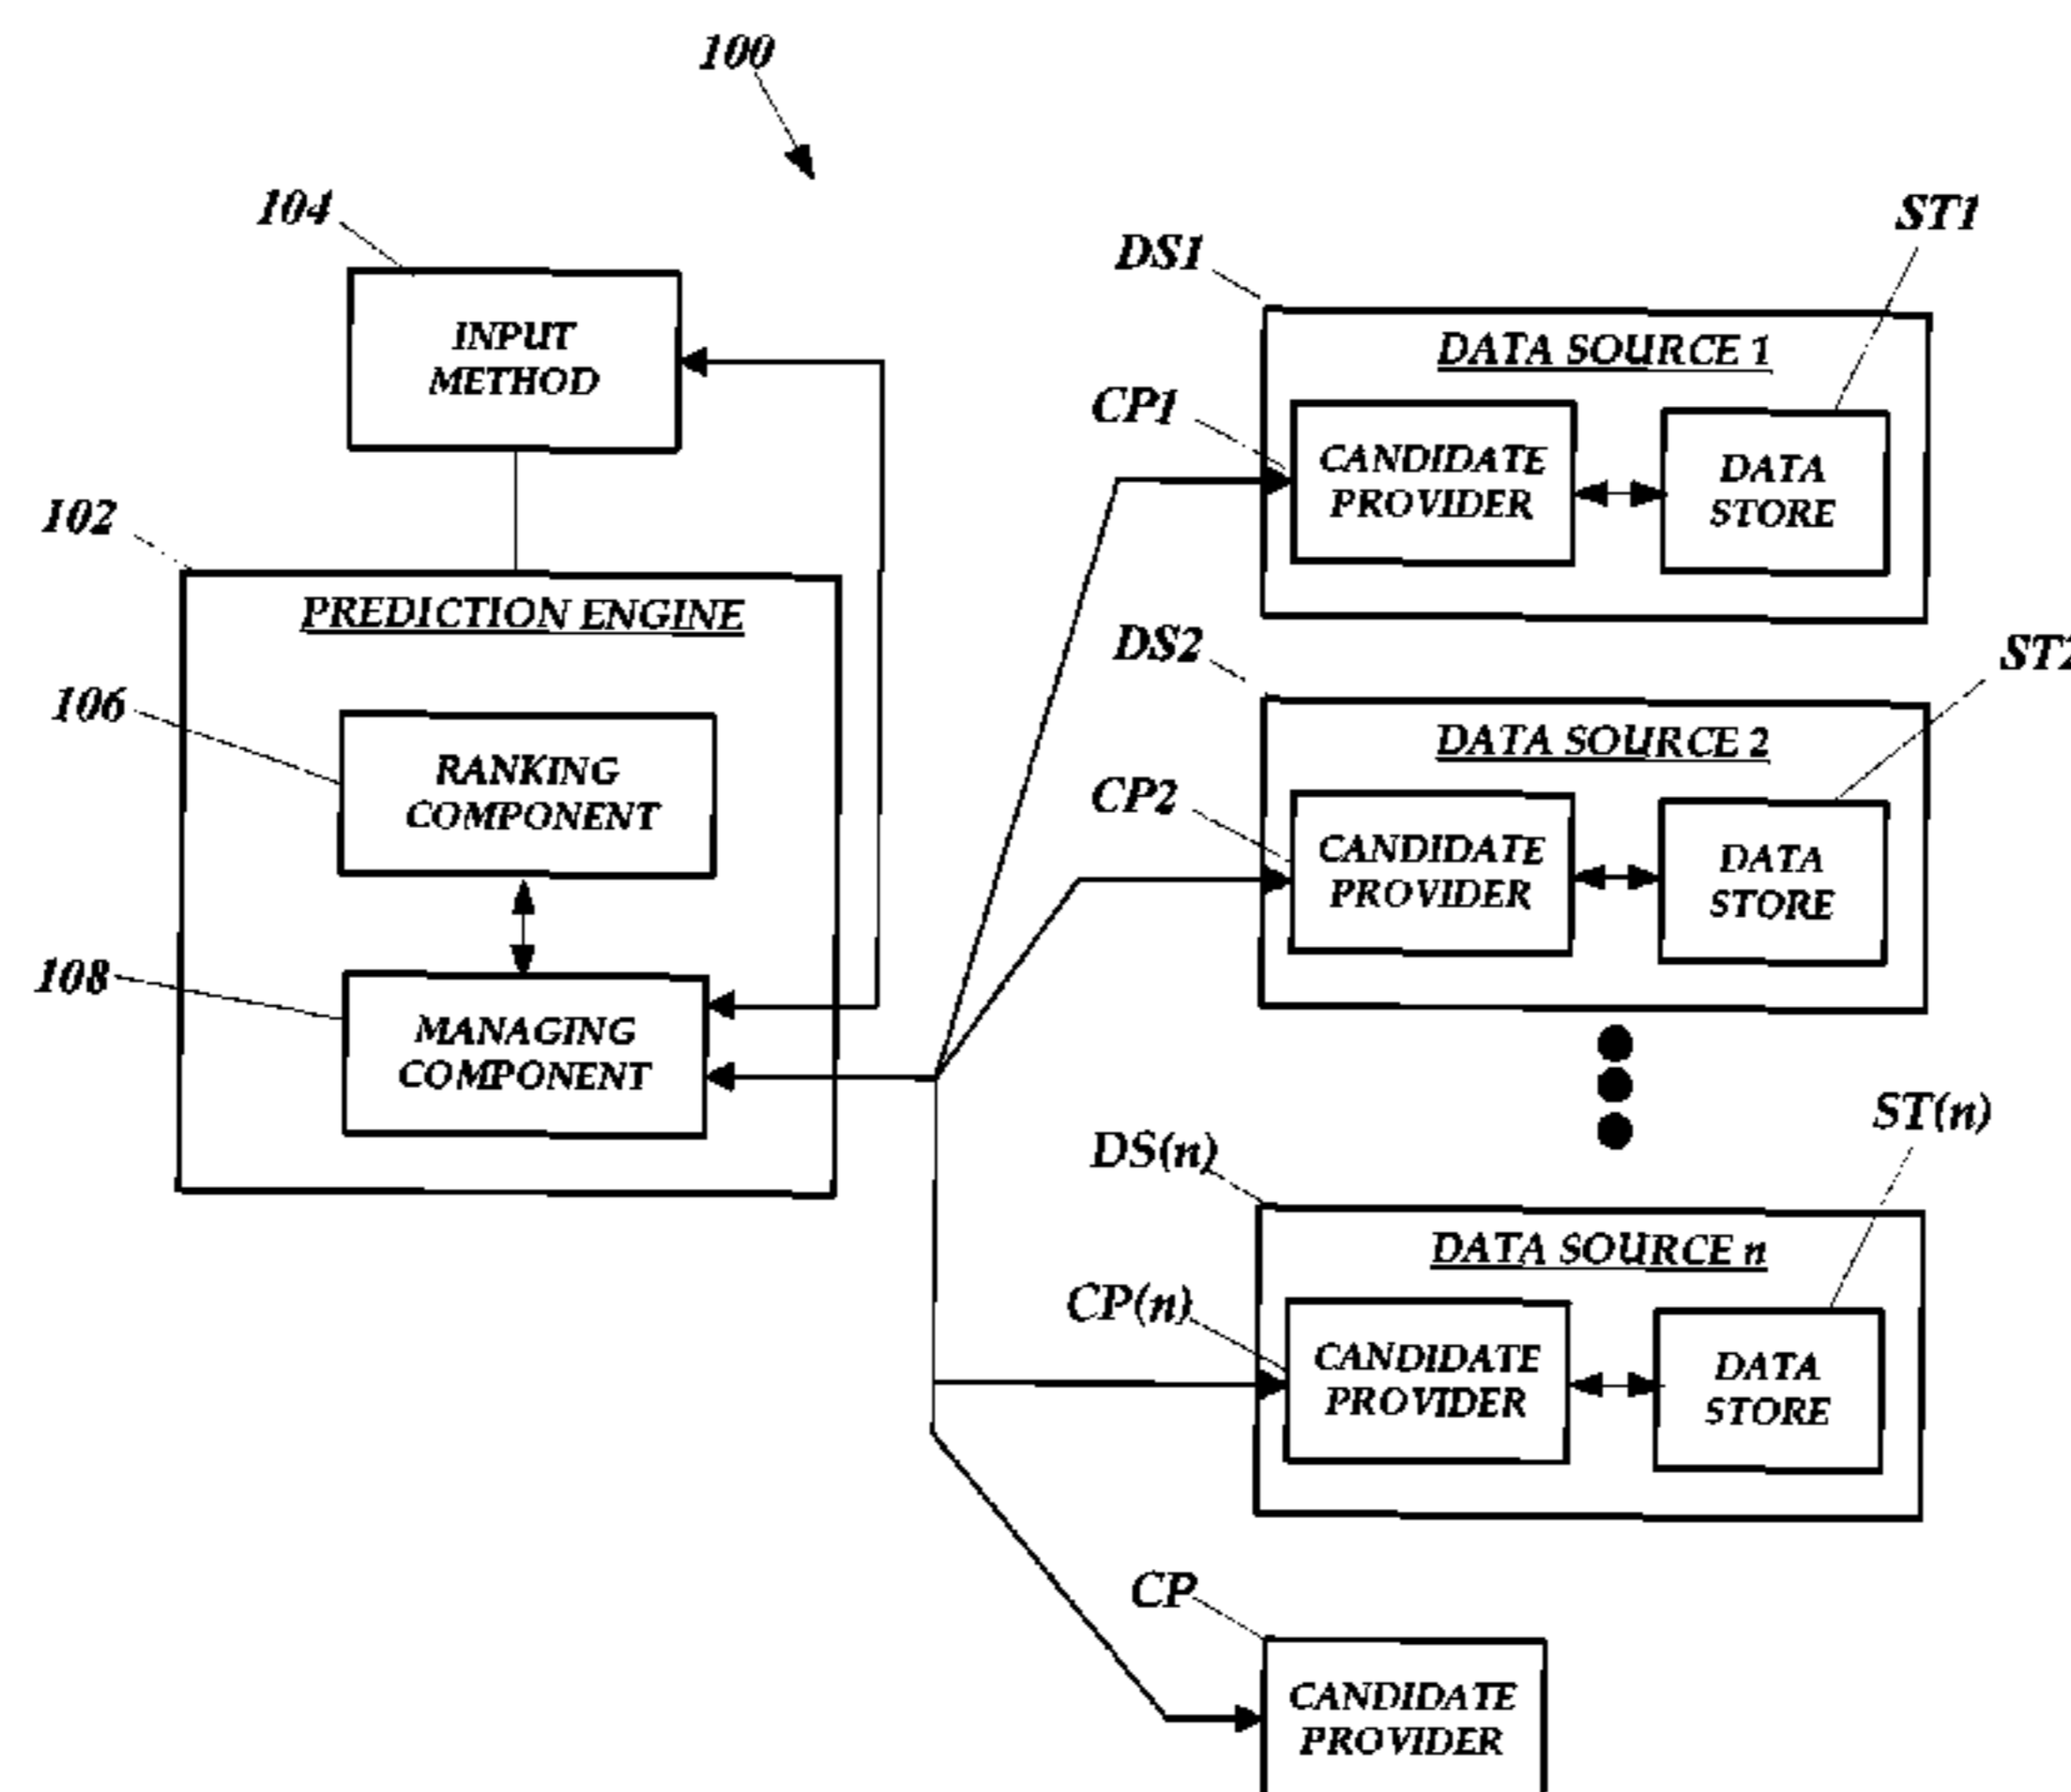 100
104
INPUT
METHOD
102
PREDICTION ENGINE
106
RANKING
COMPONENT
108
MANAGING
COMPONENT
DS1
ST1
DATA SOURCE 1
CP1
CANDIDATE
PROVIDER
DATA
STORE
DS2
ST2
DATA SOURCE 2
CP2
CANDIDATE
PROVIDER
DATA
STORE
DS(n)
ST(n)
DATA SOURCE n
CP(n)
CANDIDATE
PROVIDER
DATA
STORE
CP
CANDIDATE
PROVIDER